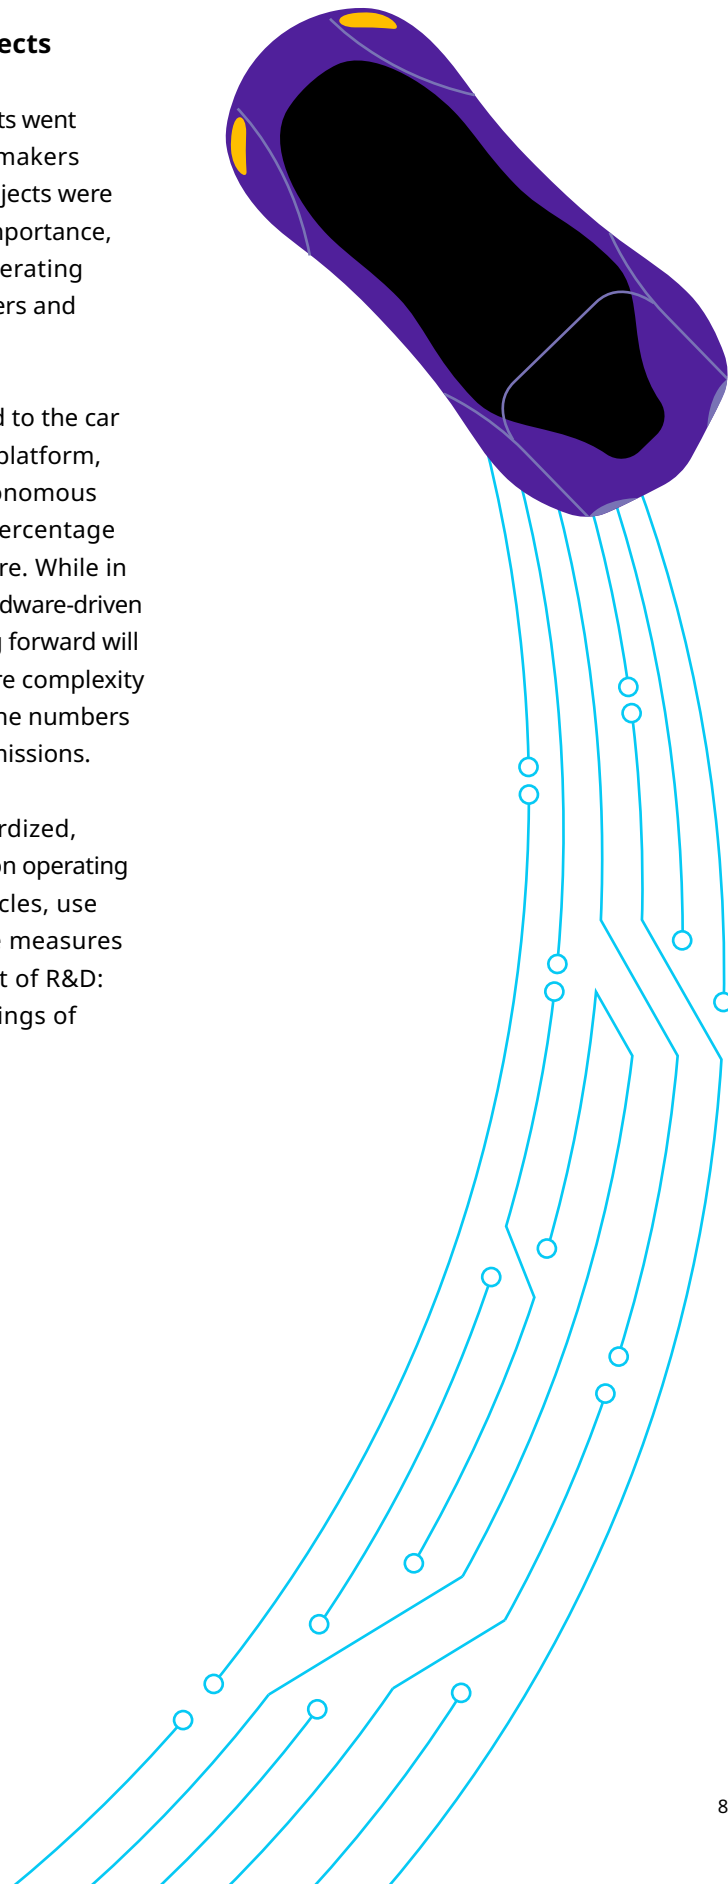 ects
ts went
makers
jects were
nportance,
erating
ers and
d to the car
platform,
onomous
ercentage
re. While in
dware-driven
g forward will
re complexity
he numbers
nissions.
rdized,
on operating
cles, use
e measures
t of R&D:
ings of
8